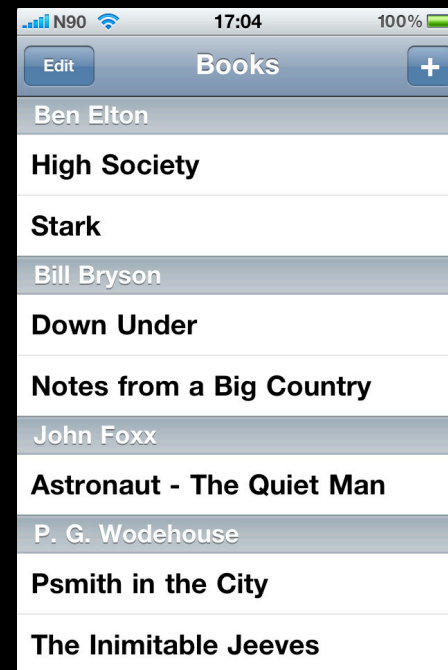 N90 17:04 100%
Edit Books +
Ben Elton
High Society
Stark
Bill Bryson
Down Under
Notes from a Big Country
John Foxx
Astronaut - The Quiet Man
P. G. Wodehouse
Psmith in the City
The Inimitable Jeeves